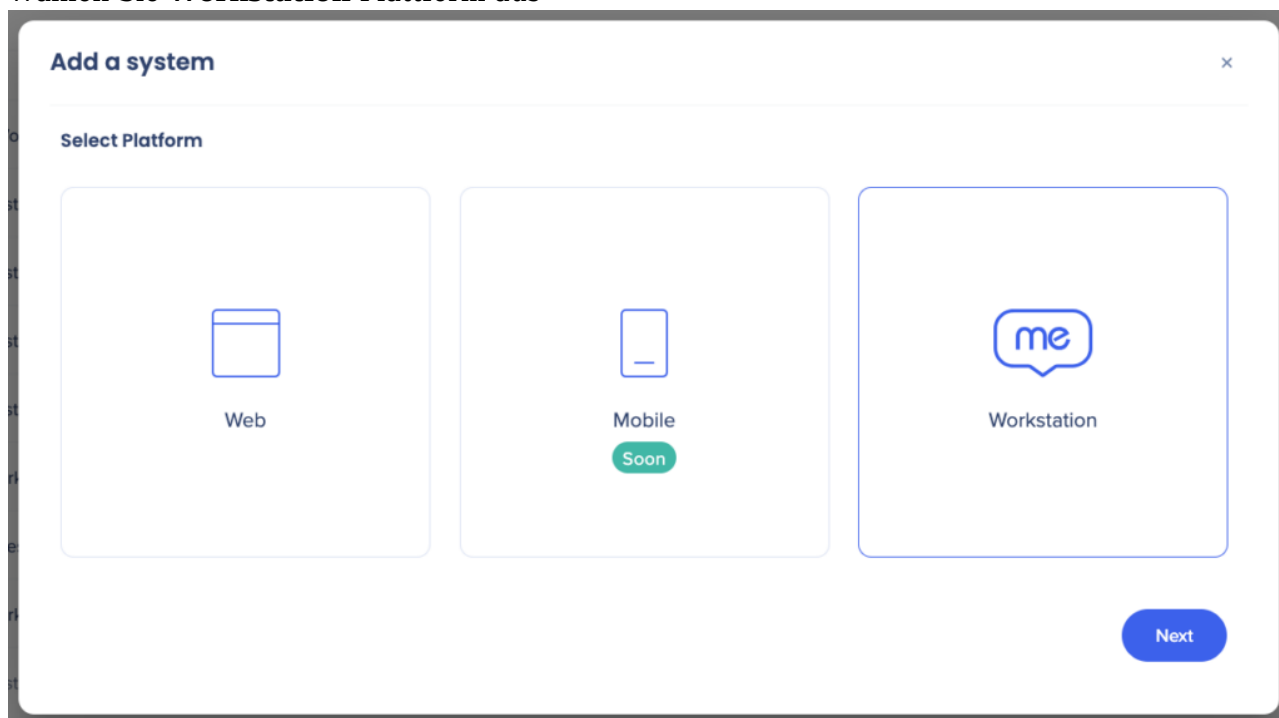 Add a system
×
Select Platform
Web
Mobile
Soon
me
Workstation
Next